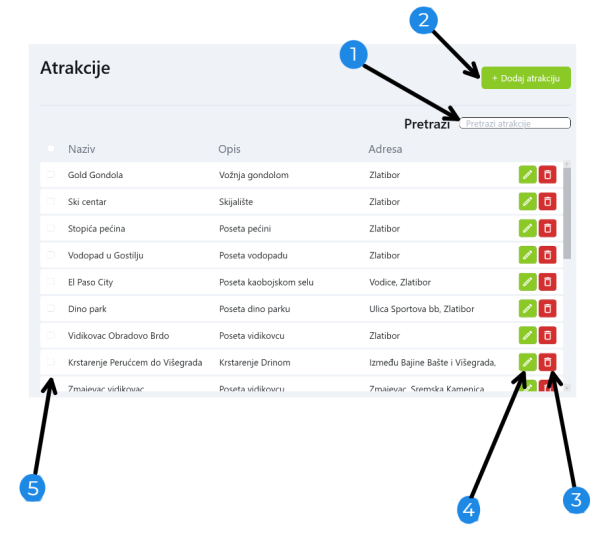 2
1
Atrakcije
+ Dodaj atrakciju
Pretrazi Pretrazi atrakcije
Naziv Opis Adresa
Gold Gondola Vožnja gondolom Zlatibor
Ski centar Skijalište Zlatibor
Stopića pećina Poseta pećini Zlatibor
Vodopad u Gostilju Poseta vodopadu Zlatibor
El Paso City Poseta kaobojskom selu Vodice, Zlatibor
Dino park Poseta dino parku Ulica Sportova bb, Zlatibor
Vidikovac Obradovo Brdo Poseta vidikovcu Zlatibor
Krstarenje Perućcem do Višegrada Krstarenje Drinom Između Bajine Bašte i Višegrada,
Zmajevac vidikovac Poseta vidikovcu Zmajevac, Sremska Kamenica
5
3
4